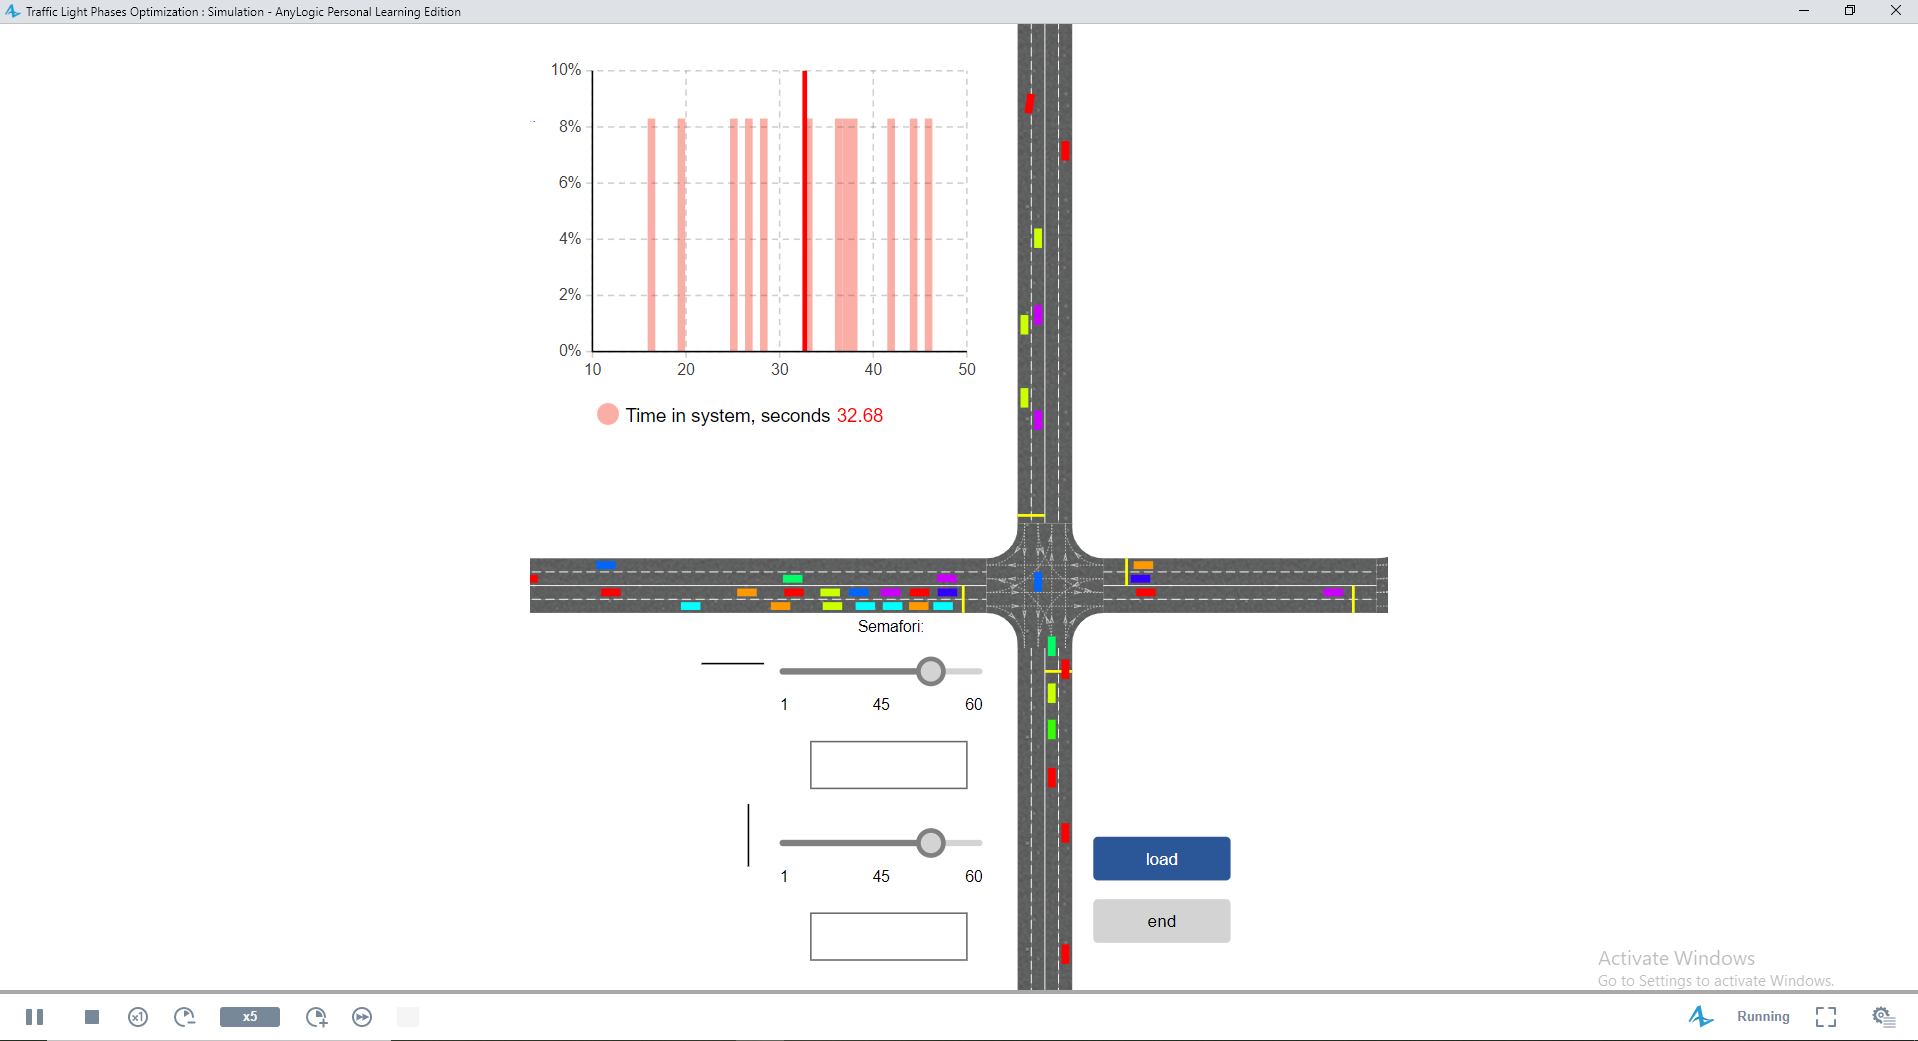 Traffic Light Phases Optimization : Simulation - AnyLogic Personal Learning Edition
10%
8%
6%
4%
2%
0%
10 20 30 40 50
Time in system, seconds 32.68
Semafori:
1 45 60
1 45 60
load
end
Activate Windows
Go to Settings to activate Windows.
x1 x5 Running